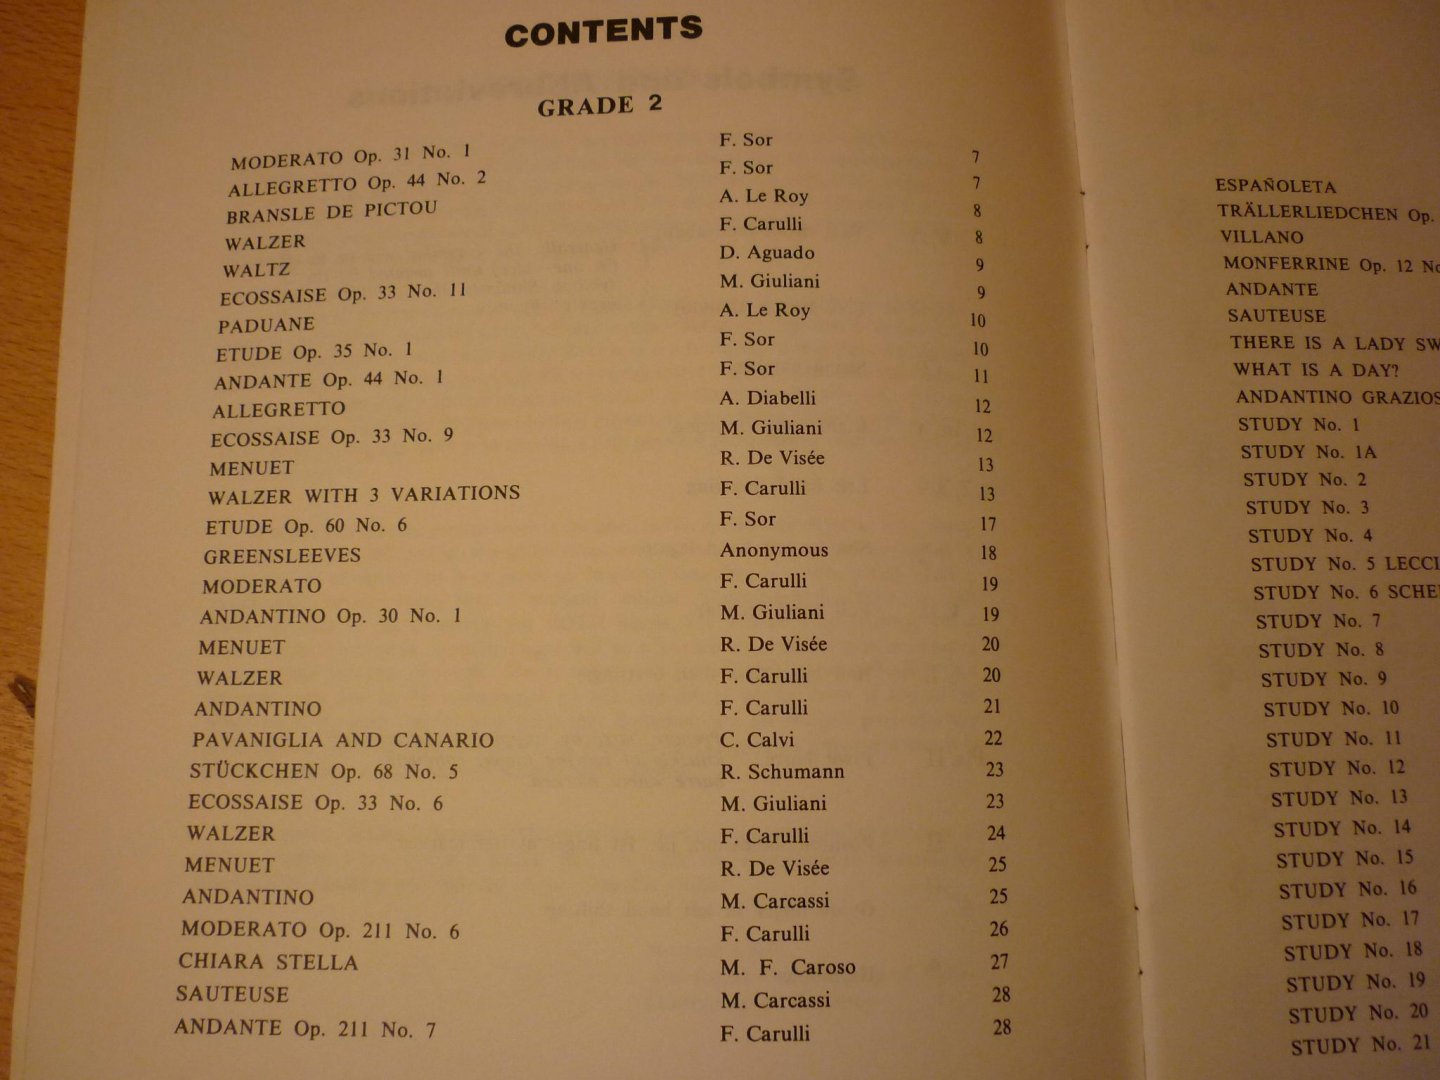 CONTENTS
GRADE 2
MODERATO Op. 31 No. 1 F. Sor 7
ALLEGRETTO Op. 44 No. 2 F. Sor 7
BRANSLE DE PICTOU A. Le Roy 8
WALZER F. Carulli 8
WALTZ D. Aguado 9
ECOSSAISE Op. 33 No. 11 M. Giuliani 9
PADUANE A. Le Roy 10
ETUDE Op. 35 No. 1 F. Sor 10
ANDANTE Op. 44 No. 1 F. Sor 11
ALLEGRETTO A. Diabelli 12
ECOSSAISE Op. 33 No. 9 M. Giuliani 12
MENUET R. De Visée 13
WALZER WITH 3 VARIATIONS F. Carulli 13
ETUDE Op. 60 No. 6 F. Sor 17
GREENSLEEVES Anonymous 18
MODERATO F. Carulli 19
ANDANTINO Op. 30 No. 1 M. Giuliani 19
MENUET R. De Visée 20
WALZER F. Carulli 20
ANDANTINO F. Carulli 21
PAVANIGLIA AND CANARIO C. Calvi 22
STÜCKCHEN Op. 68 No. 5 R. Schumann 23
ECOSSAISE Op. 33 No. 6 M. Giuliani 23
WALZER F. Carulli 24
MENUET R. De Visée 25
ANDANTINO M. Carcassi 25
MODERATO Op. 211 No. 6 F. Carulli 26
CHIARA STELLA M. F. Caroso 27
SAUTEUSE M. Carcassi 28
ANDANTE Op. 211 No. 7 F. Carulli 28
ESPAÑOLETA
TRÄLLERLIEDCHEN Op.
VILLANO
MONFERRINE Op. 12 No
ANDANTE
SAUTEUSE
THERE IS A LADY SW
WHAT IS A DAY?
ANDANTINO GRAZIOS
STUDY No. 1
STUDY No. 1A
STUDY No. 2
STUDY No. 3
STUDY No. 4
STUDY No. 5 LECCI
STUDY No. 6 SCHE
STUDY No. 7
STUDY No. 8
STUDY No. 9
STUDY No. 10
STUDY No. 11
STUDY No. 12
STUDY No. 13
STUDY No. 14
STUDY No. 15
STUDY No. 16
STUDY No. 17
STUDY No. 18
STUDY No. 19
STUDY No. 20
STUDY No. 21